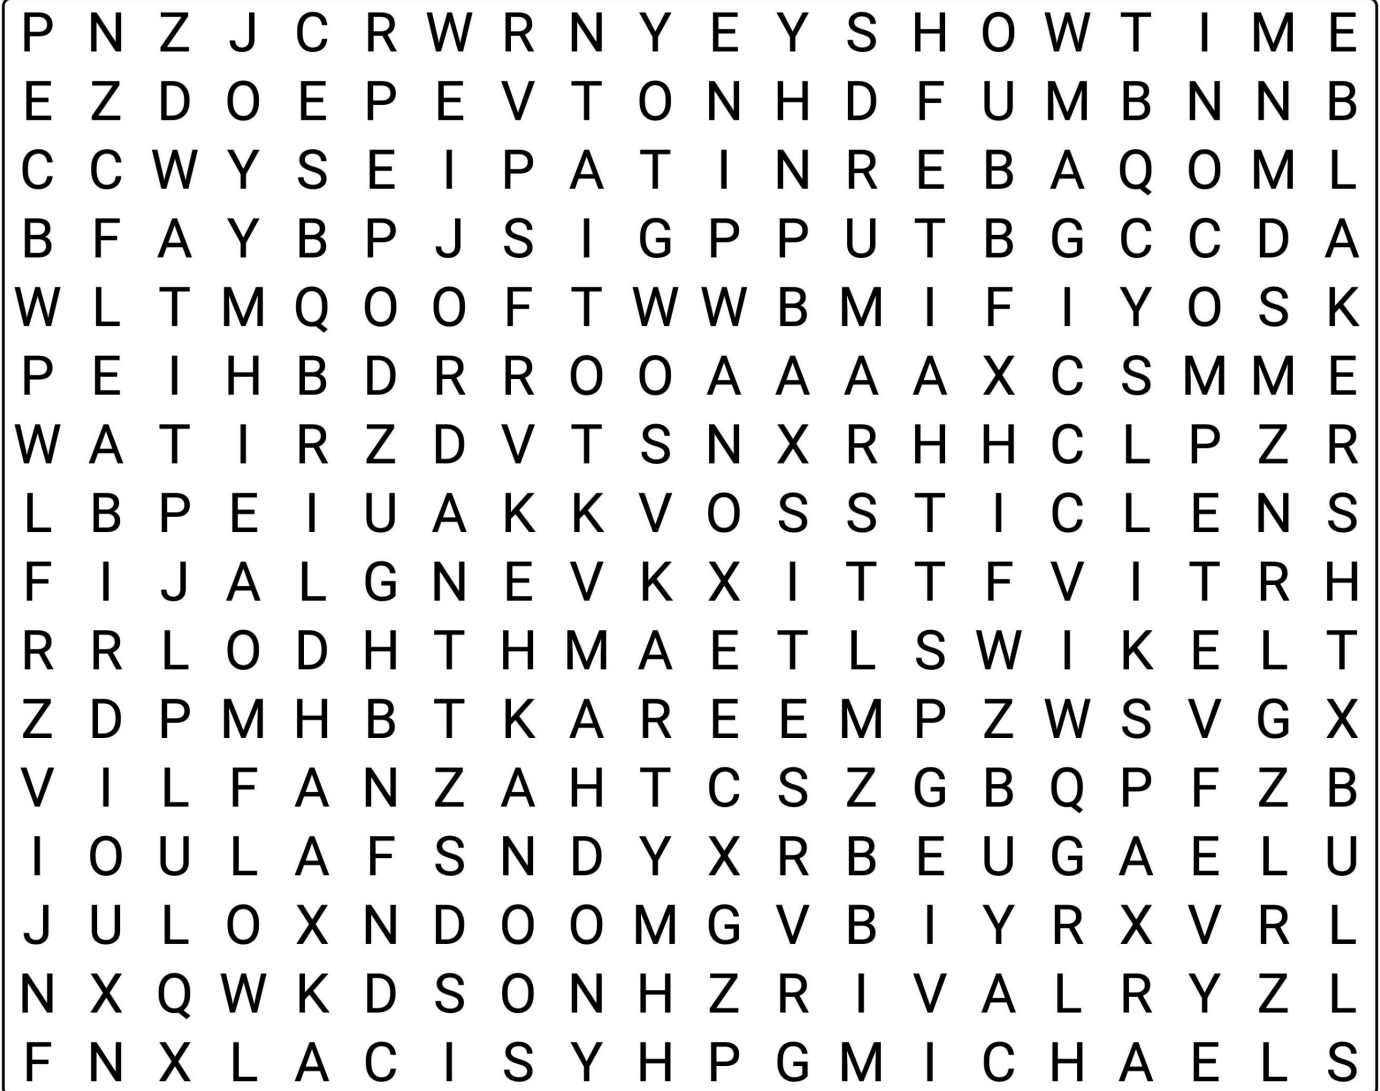 P N Z J C R W R N Y E Y S H O W T I M E
E Z D O E P E V T O N H D F U M B N N B
C C W Y S E I P A T I N R E B A Q O M L
B F A Y B P J S I G P P U T B G C C D A
W L T M Q O O F T W W B M I F I Y O S K
P E I H B D R R O O A A A A X C S M M E
W A T I R Z D V T S N X R H H C L P Z R
L B P E I U A K K V O S S T I C L E N S
F I J A L G N E V K X I T T F V I T R H
R R L O D H T H M A E T L S W I K E L T
Z D P M H B T K A R E E M P Z W S V G X
V I L F A N Z A H T C S Z G B Q P F Z B
I O U L A F S N D Y X R B E U G A E L U
J U L O X N D O O M G V B I Y R X V R L
N X Q W K D S O N H Z R I V A L R Y Z L
F N X L A C I S Y H P G M I C H A E L S